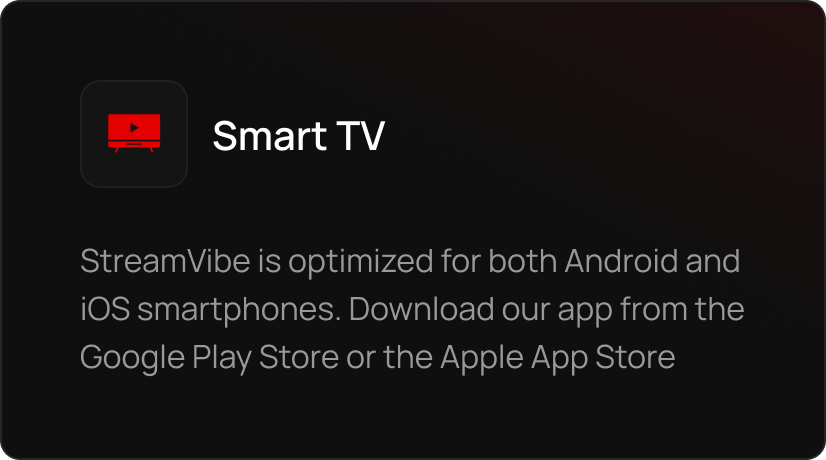 Smart TV
StreamVibe is optimized for both Android and
iOS smartphones. Download our app from the
Google Play Store or the Apple App Store